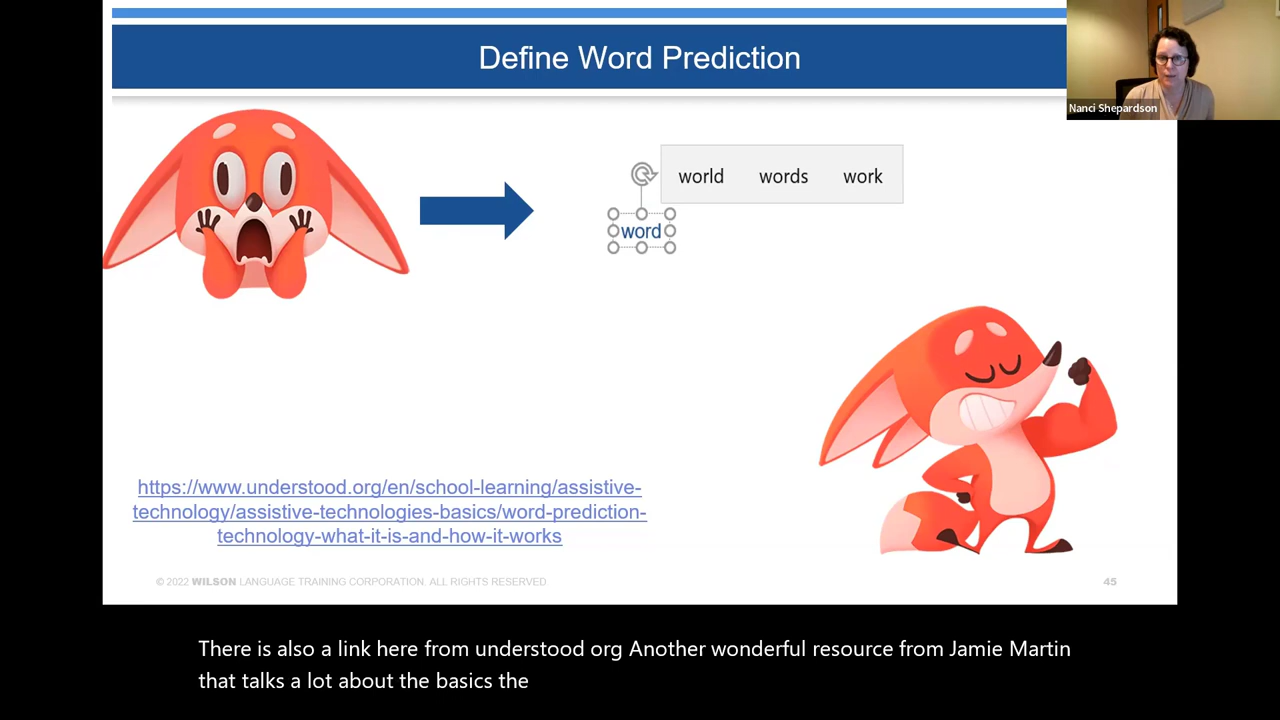 Define Word Prediction
Nanci Shepardson
world words work
word
https://www.understood.org/en/school-learning/assistive-
technology/assistive-technologies-basics/word-prediction-
technology-what-it-is-and-how-it-works
© 2022 WILSON LANGUAGE TRAINING CORPORATION. ALL RIGHTS RESERVED
45
There is also a link here from understood org Another wonderful resource from Jamie Martin
that talks a lot about the basics the